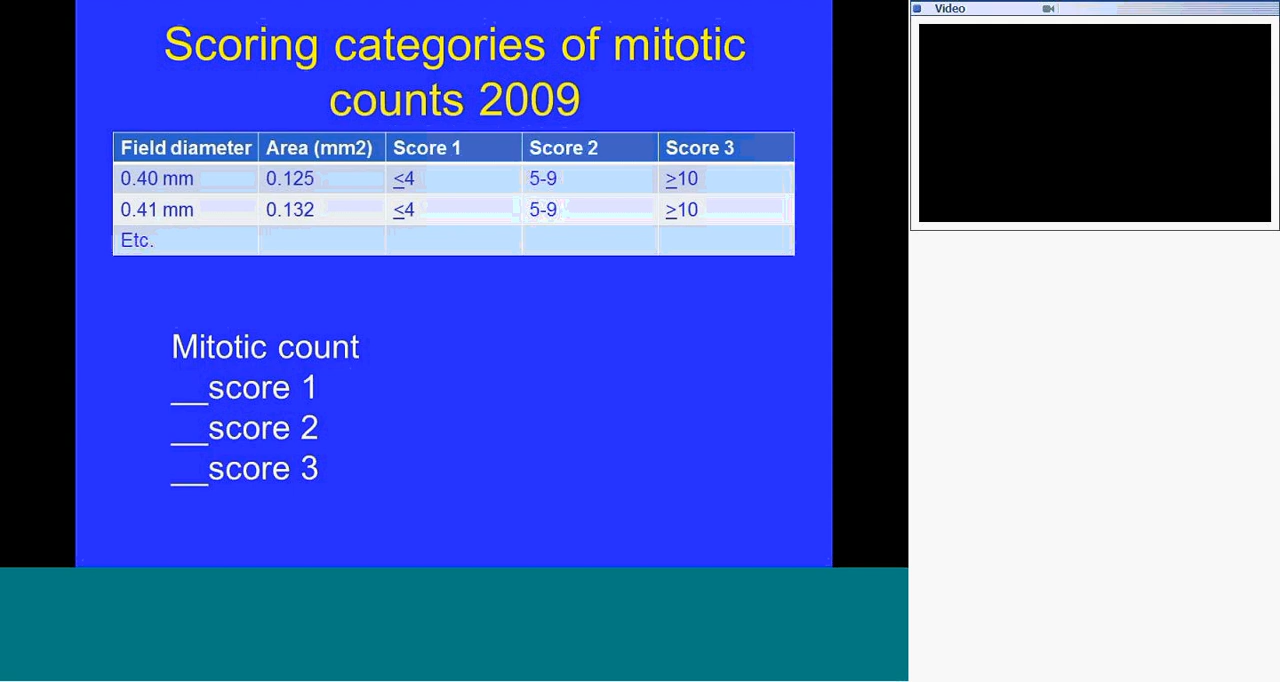 Video
Scoring categories of mitotic
counts 2009
Field diameter Area (mm2) Score 1 Score 2 Score 3
0.40 mm 0.125 ≤4 5-9 ≥10
0.41 mm 0.132 ≤4 5-9 ≥10
Etc.
Mitotic count
__score 1
__score 2
__score 3